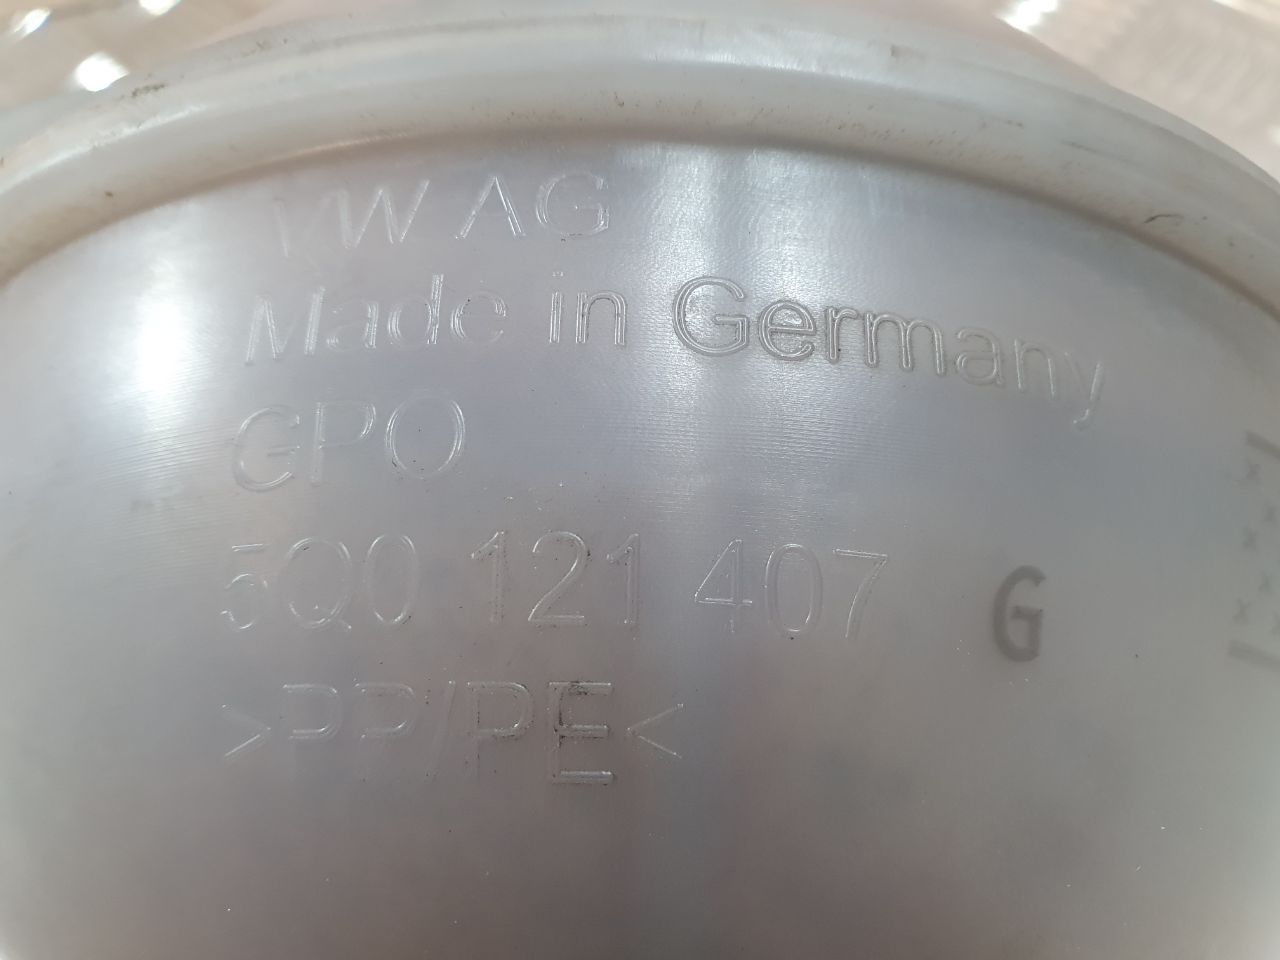 VW AG
Made in Germany
GPO
5Q0 121 407 G
>PP/PE<